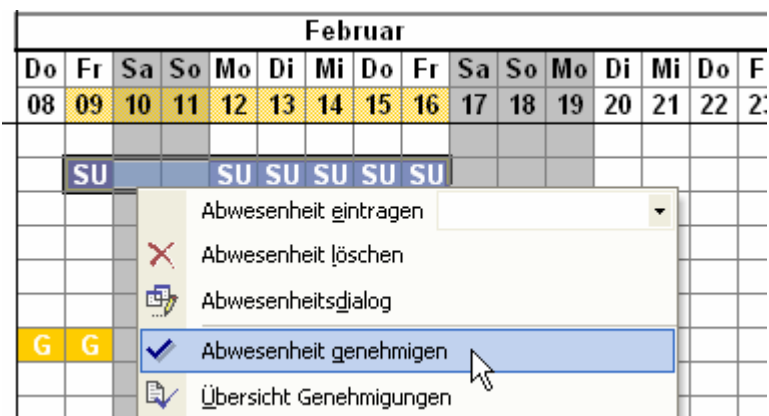 Februar
Do Fr Sa So Mo Di Mi Do Fr Sa So Mo Di Mi Do F
08 09 10 11 12 13 14 15 16 17 18 19 20 21 22
SU SU SU SU SU SU
Abwesenheit eintragen
Abwesenheit löschen
Abwesenheitsdialog
G G Abwesenheit genehmigen
Übersicht Genehmigungen